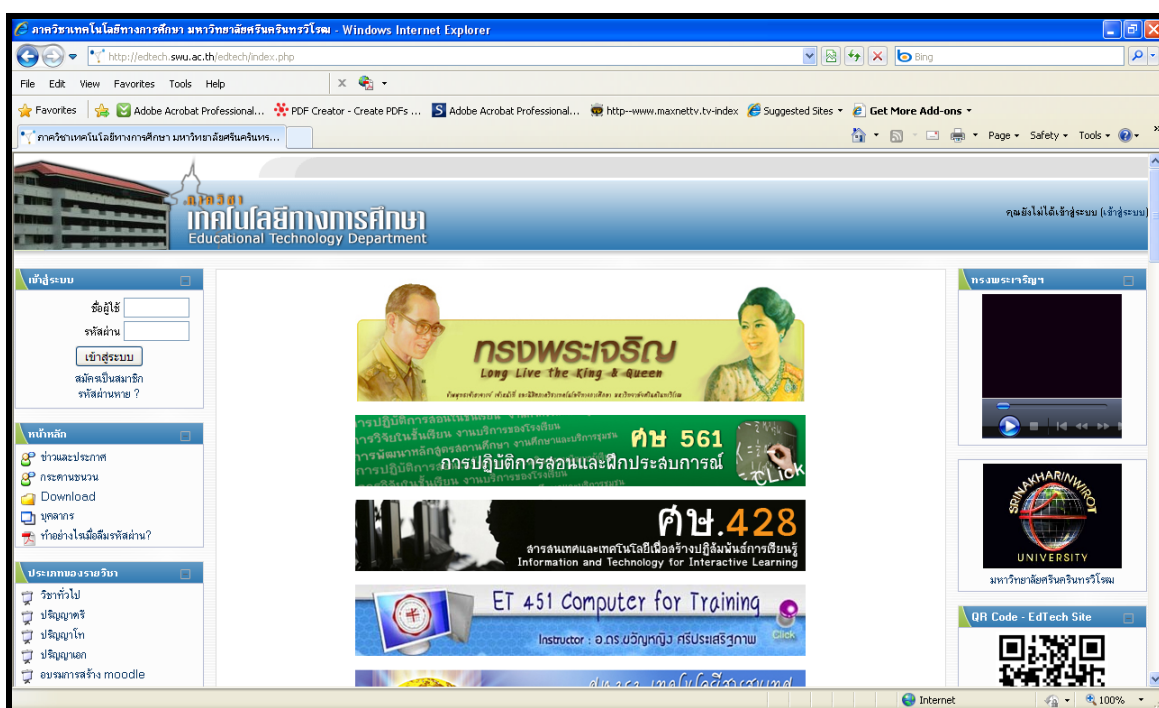 ภาควิชาเทคโนโลยีทางการศึกษา มหาวิทยาลัยศรีนครินทรวิโรฒ - Windows Internet Explorer
http://edtech.swu.ac.th/edtech/index.php
Bing
File Edit View Favorites Tools Help
Favorites Adobe Acrobat Professional... PDF Creator - Create PDFs ... Adobe Acrobat Professional... http--www.maxnettv.tv-index Suggested Sites Get More Add-ons
ภาควิชาเทคโนโลยีทางการศึกษา มหาวิทยาลัยศรีนครินทร...
Page Safety Tools
ภาควิชา
เทคโนโลยีทางการศึกษา
Educational Technology Department
คุณยังไม่ได้เข้าสู่ระบบ (เข้าสู่ระบบ)
เข้าสู่ระบบ
ชื่อผู้ใช้
รหัสผ่าน
เข้าสู่ระบบ
สมัครเป็นสมาชิก
รหัสผ่านหาย ?
หน้าหลัก
ข่าวและประกาศ
กระดานชนวน
Download
บุคลากร
ทำอย่างไรเมื่อลืมรหัสผ่าน?
ประเภทของรายวิชา
วิชาทั่วไป
ปริญญาตรี
ปริญญาโท
ปริญญาเอก
อบรมการสร้าง moodle
ทรงพระเจริญ
Long Live the King & Queen
ศษ 561
การปฏิบัติการสอนและฝึกประสบการณ์
CLick
ศษ.428
สารสนเทศและเทคโนโลยีเพื่อสร้างปฏิสัมพันธ์การเรียนรู้
Information and Technology for Interactive Learning
ET 451 Computer for Training
Instructor : อ.ดร.ขวัญหญิง ศรีประเสริฐภาพ
Click
ทรงพระเจริญฯ
SRINAKHARINWIROT
UNIVERSITY
มหาวิทยาลัยศรีนครินทรวิโรฒ
QR Code - EdTech Site
Internet
100%